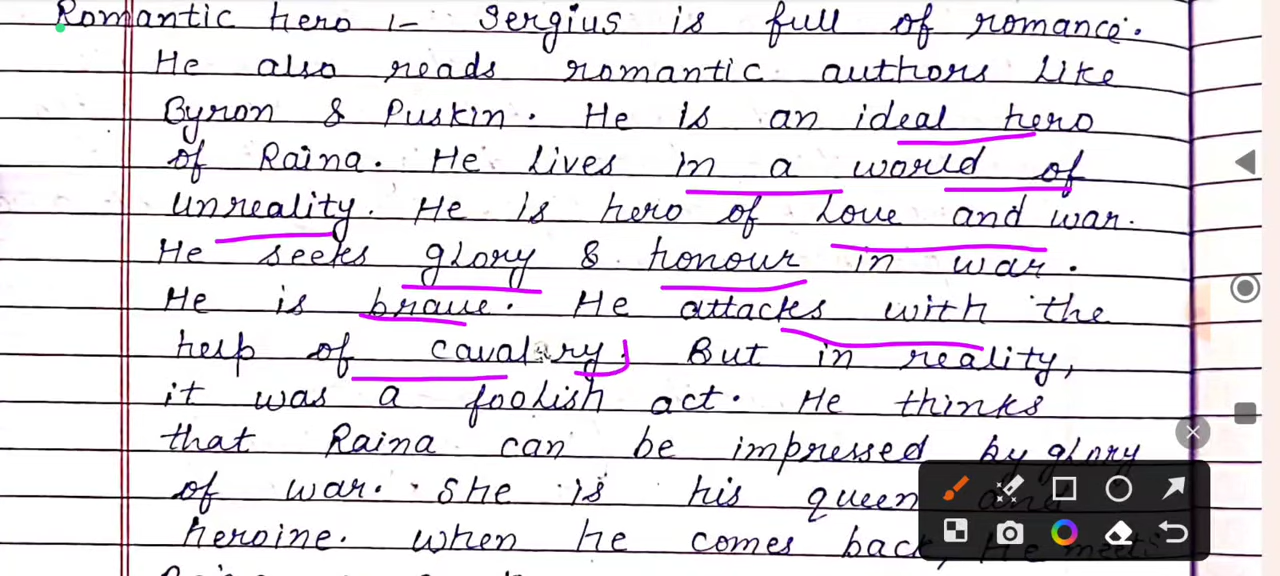 Romantic hero :- Sergius is full of romance.
He also reads romantic authors like
Byron & Puskin. He is an ideal hero
of Raina. He lives in a world of
unreality. He is hero of love and war.
He seeks glory & honour in war.
He is brave. He attacks with the
help of cavalary. But in reality,
it was a foolish act. He thinks
that Raina can be impressed by glory
of war. She is his queen and
heroine. When he comes back, he meets